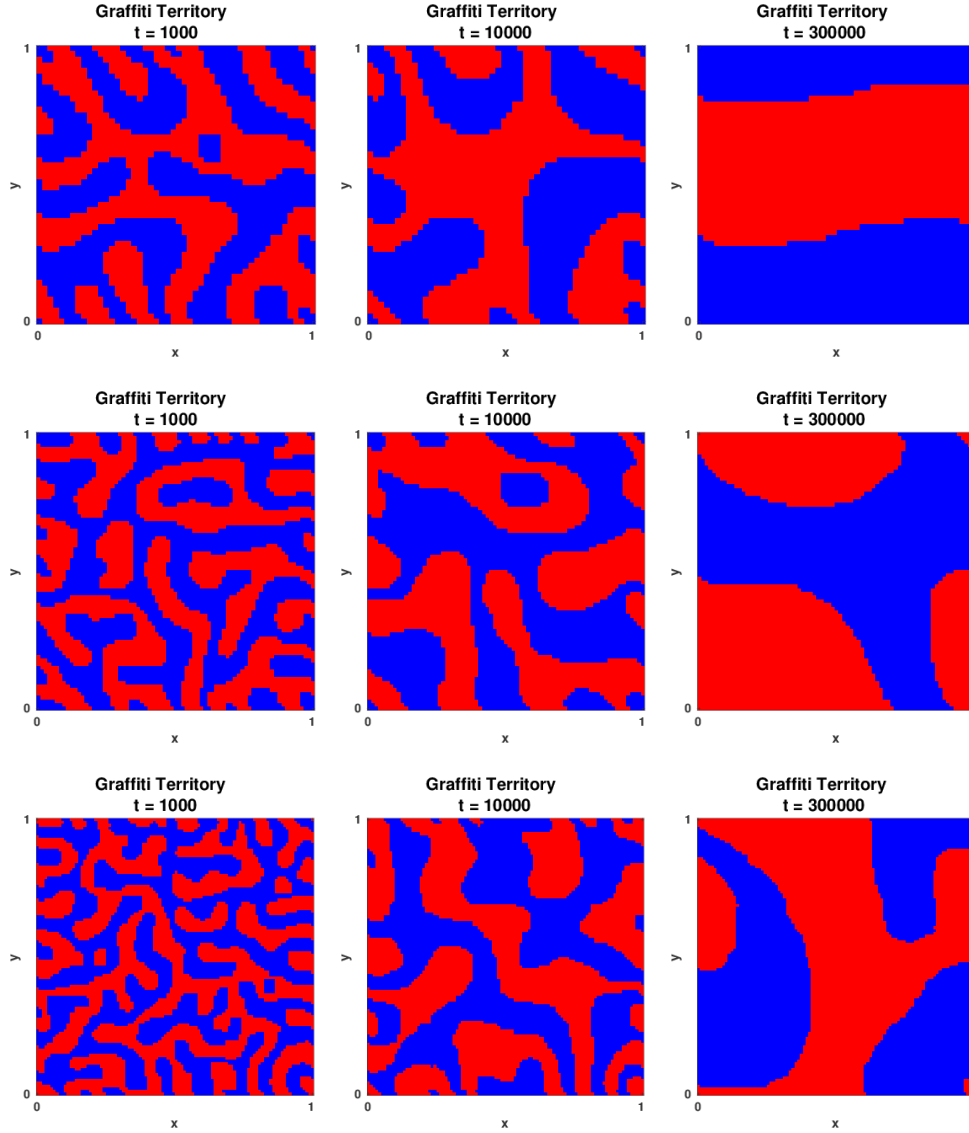 Graffiti Territory
t = 1000
1
y
0
0
1
x
Graffiti Territory
t = 10000
1
y
0
0
1
x
Graffiti Territory
t = 300000
1
y
0
0
x
Graffiti Territory
t = 1000
1
y
0
0
1
x
Graffiti Territory
t = 10000
1
y
0
0
1
x
Graffiti Territory
t = 300000
1
y
0
0
x
Graffiti Territory
t = 1000
1
y
0
0
1
x
Graffiti Territory
t = 10000
1
y
0
0
1
x
Graffiti Territory
t = 300000
1
y
0
0
x